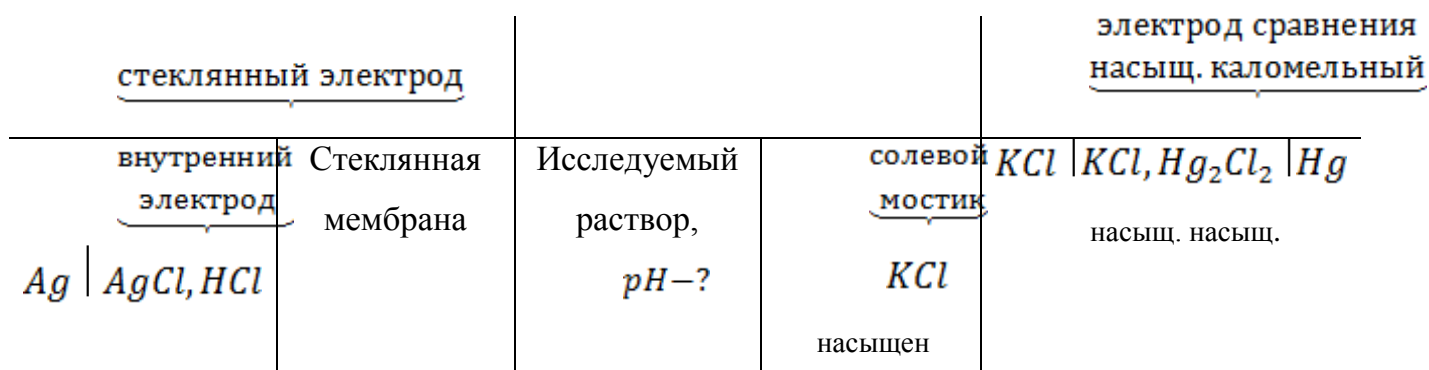 стеклянный электрод
электрод сравнения
насыщ. каломельный
внутренний
электрод
Ag | AgCl, HCl
Стеклянная
мембрана
Исследуемый
раствор,
pH−?
солевой
мостик
KCl
насыщен
KCl |KCl, Hg₂Cl₂ |Hg
насыщ. насыщ.